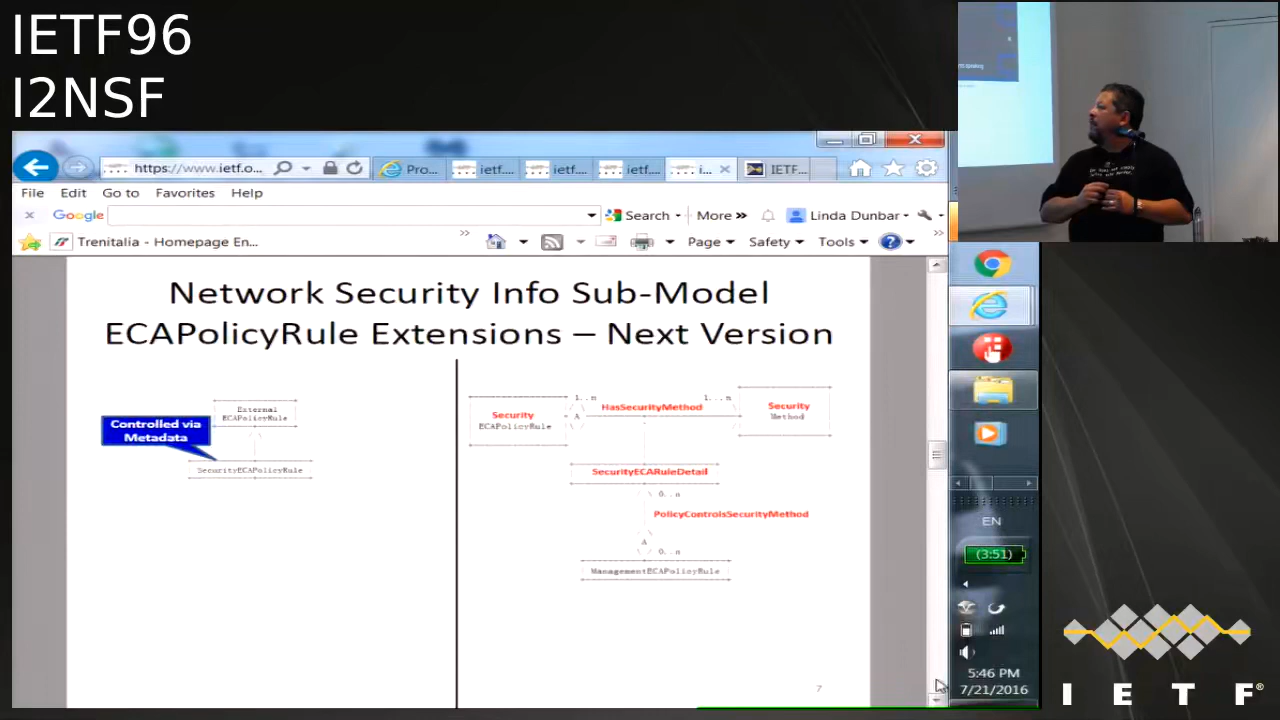 IETF96
I2NSF
https://www.ietf.o...
Pro...
ietf....
ietf....
ietf,...
i...
IETF...
File Edit Go to Favorites Help
Google
Search
More »
Linda Dunbar
Trenitalia - Homepage En...
Page
Safety
Tools
Network Security Info Sub-Model
ECAPolicyRule Extensions – Next Version
External
ECAPolicyRule
Controlled via
Metadata
SecurityECAPolicyRule
Security
ECAPolicyRule
1..n
A
HasSecurityMethod
1..n
Security
Method
SecurityECARuleDetail
0..n
PolicyControlsSecurityMethod
A
0..n
ManagementECAPolicyRule
7
EN
(3:51)
5:46 PM
7/21/2016
I E T F®